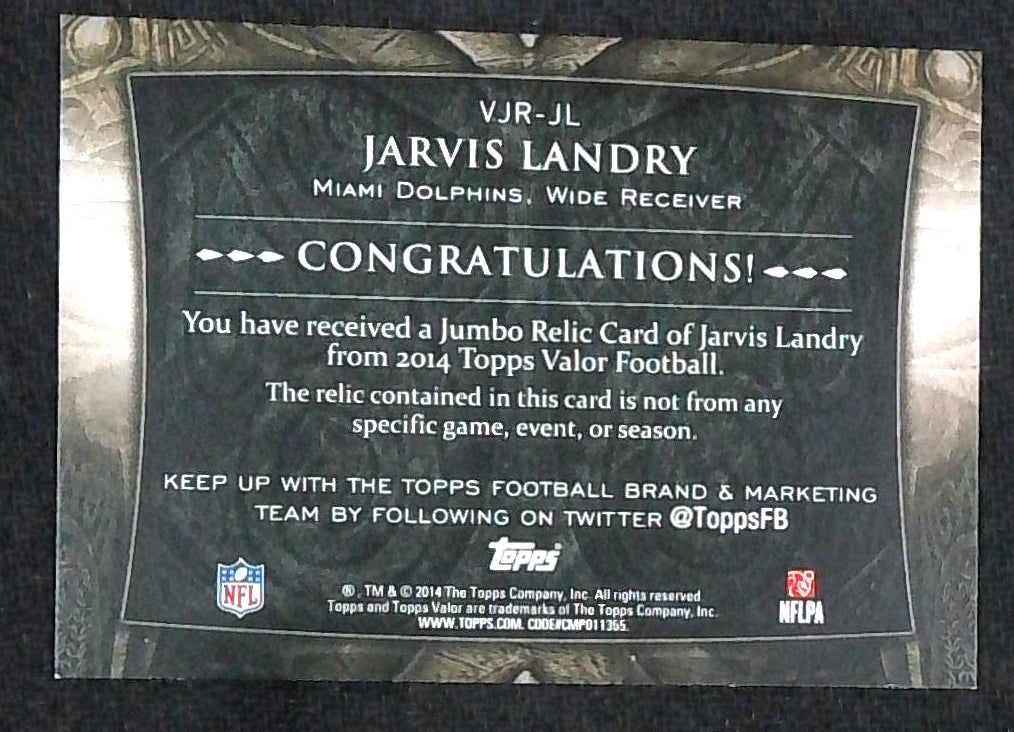 VJR-JL
JARVIS LANDRY
MIAMI DOLPHINS, WIDE RECEIVER
CONGRATULATIONS!
You have received a Jumbo Relic Card of Jarvis Landry
from 2014 Topps Valor Football.
The relic contained in this card is not from any
specific game, event, or season.
KEEP UP WITH THE TOPPS FOOTBALL BRAND & MARKETING
TEAM BY FOLLOWING ON TWITTER @ToppsFB
topps
NFL
®, TM & © 2014 The Topps Company, Inc. All rights reserved
Topps and Topps Valor are trademarks of The Topps Company, Inc.
WWW.TOPPS.COM. CODE#CMP011355
NFLPA